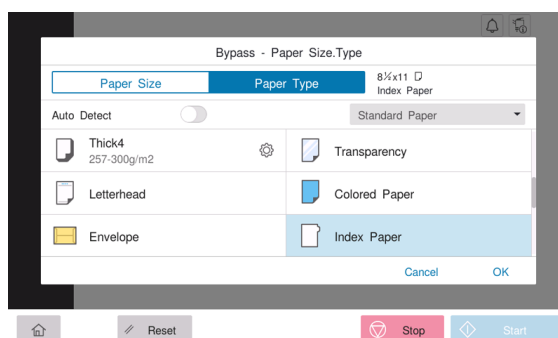 Bypass - Paper Size.Type
Paper Size
Paper Type
8½x11
Index Paper
Auto Detect
Standard Paper
Thick4
257-300g/m2
Transparency
Letterhead
Colored Paper
Envelope
Index Paper
Cancel
OK
Reset
Stop
Start